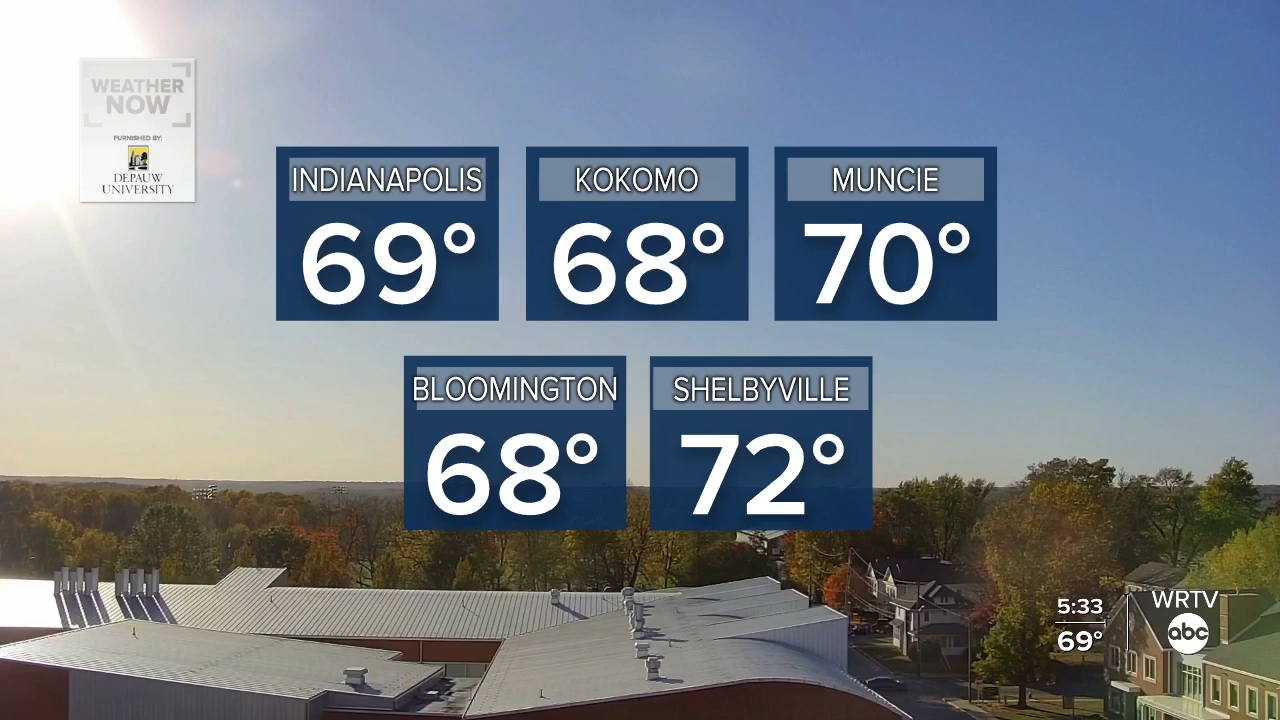 WEATHER
NOW
FURNISHED BY:
DEPAUW
UNIVERSITY
INDIANAPOLIS
69°
KOKOMO
68°
MUNCIE
70°
BLOOMINGTON
68°
SHELBYVILLE
72°
5:33
69°
WRTV
abc